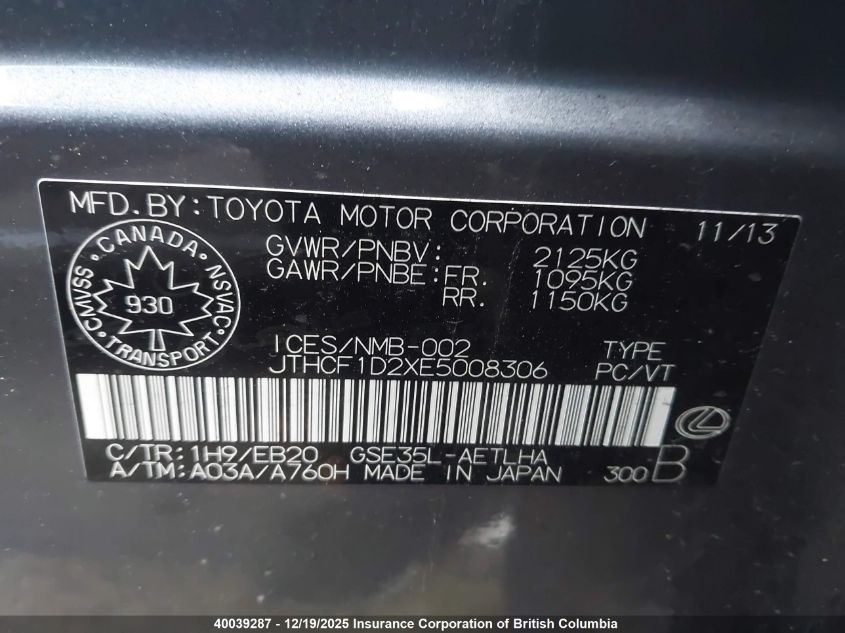 MFD.BY:TOYOTA MOTOR CORPORATION 11/13
GVWR/PNBV: 2125KG
GAWR/PNBE:FR. 1095KG
RR. 1150KG
CANADA
CMVSS NSVAC
930
TRANSPORT
ICES/NMB-002 TYPE
JTHCF1D2XE5008306 PC/VT
C/TR:1H9/EB20 GSE35L-AETLHA
A/TM:A03A/A760H MADE IN JAPAN 300 B
40039287 - 12/19/2025 Insurance Corporation of British Columbia